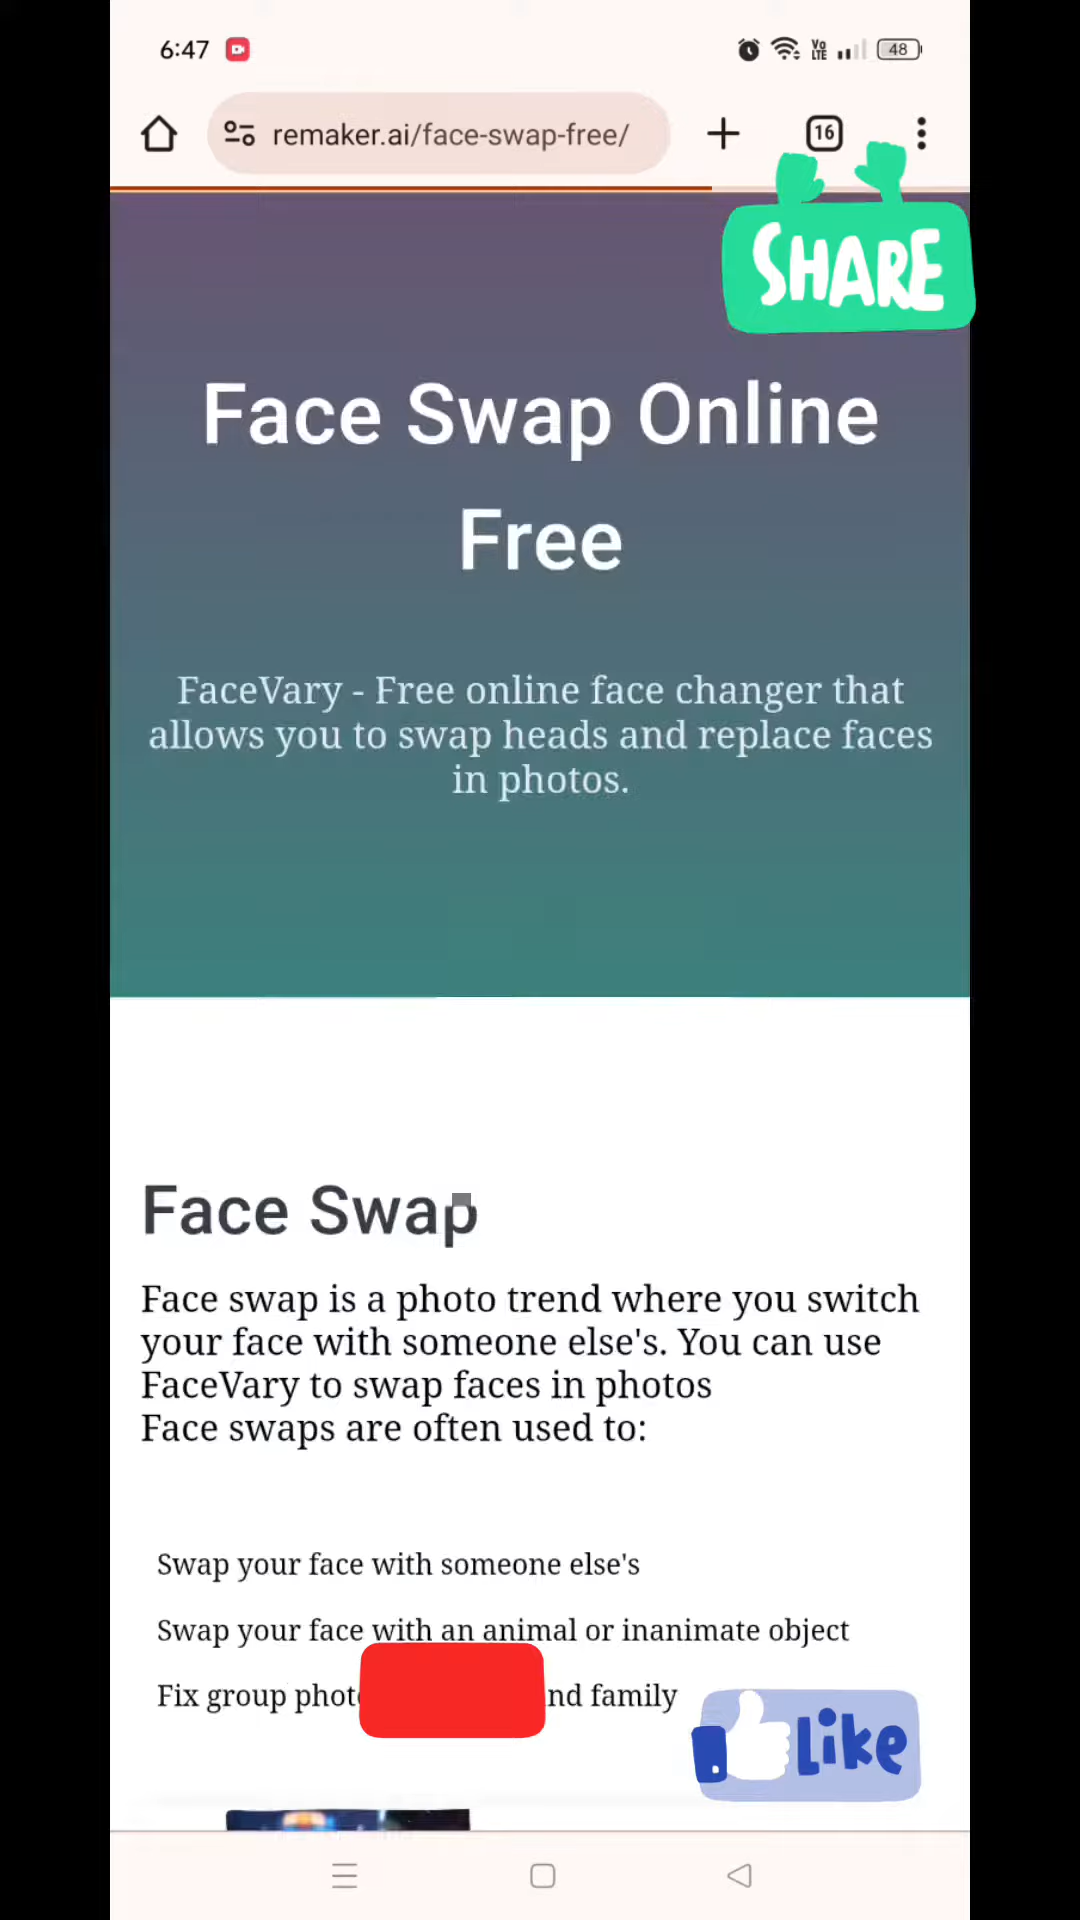 6:47
Vo LTE
48
remaker.ai/face-swap-free/
16
SHARE
Face Swap Online
Free
FaceVary - Free online face changer that
allows you to swap heads and replace faces
in photos.
Face Swap
Face swap is a photo trend where you switch
your face with someone else's. You can use
FaceVary to swap faces in photos
Face swaps are often used to:
Swap your face with someone else's
Swap your face with an animal or inanimate object
Fix group family
Like